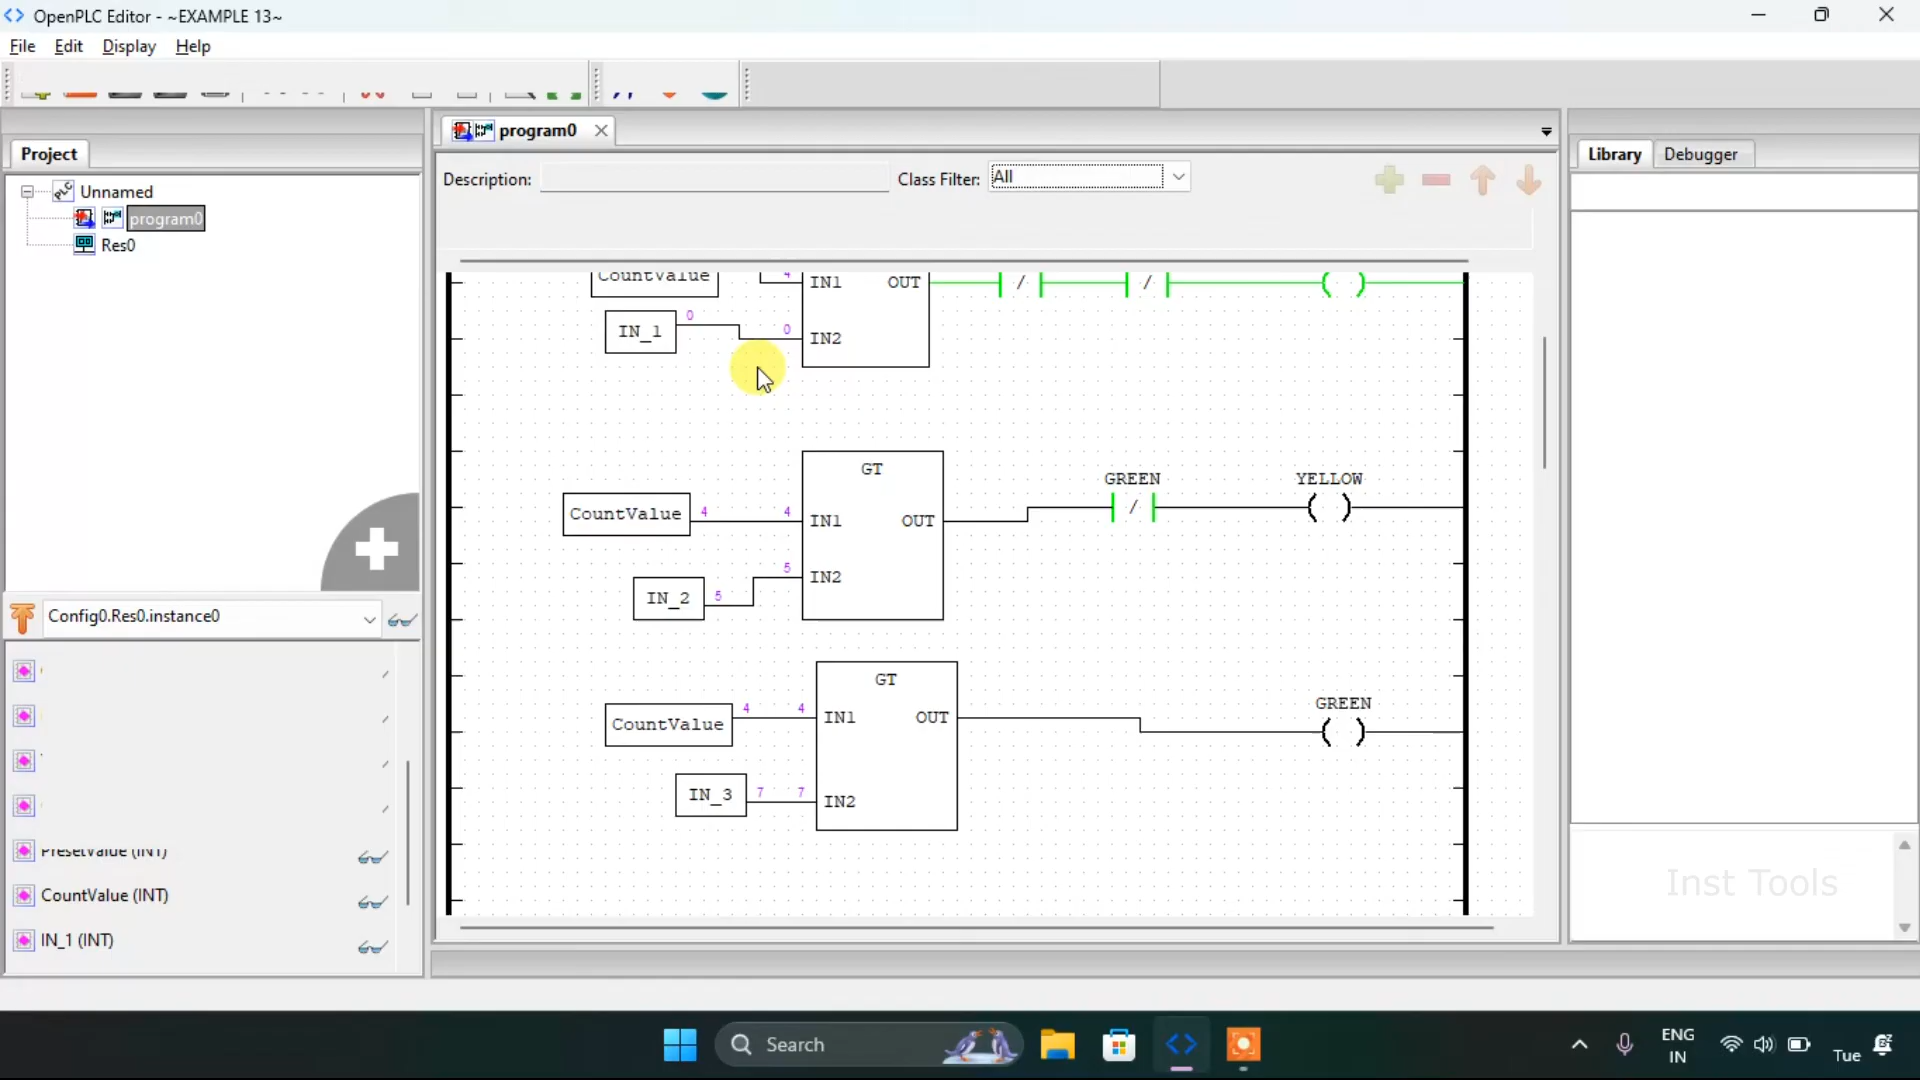 OpenPLC Editor - ~EXAMPLE 13~
File Edit Display Help
program0
Project
Library Debugger
Description: Class Filter: All
Unnamed
program0
Res0
CountValue 4 IN1 OUT / / ( )
IN_1 0 0 IN2
GT
GREEN YELLOW
CountValue 4 4 IN1 OUT / ( )
IN_2 5 5 IN2
GT
GREEN
CountValue 4 4 IN1 OUT ( )
IN_3 7 7 IN2
Config0.Res0.instance0
PresetValue (INT)
CountValue (INT)
IN_1 (INT)
Inst Tools
Search
ENG
IN
Tue